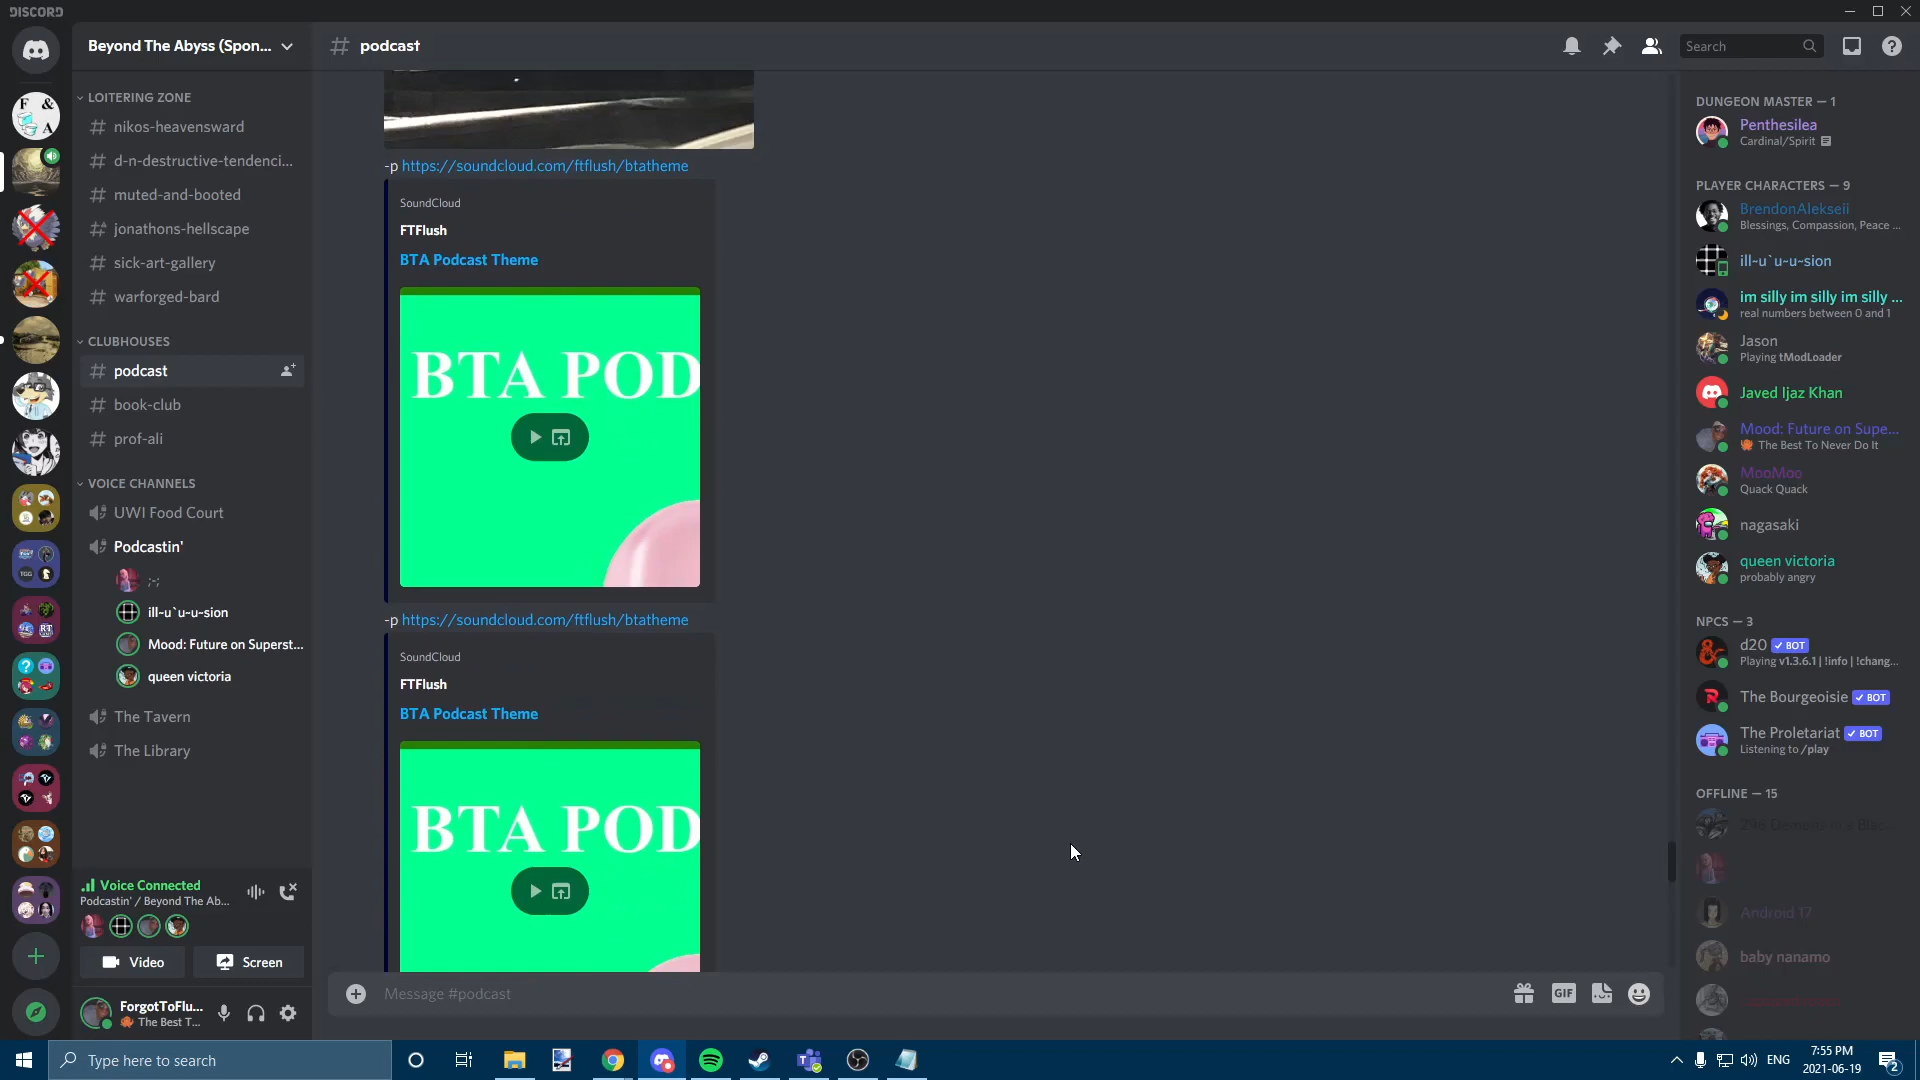 DISCORD
Beyond The Abyss (Spon...
LOITERING ZONE
nikos-heavensward
d-n-destructive-tendenci...
muted-and-booted
jonathons-hellscape
sick-art-gallery
warforged-bard
CLUBHOUSES
podcast
book-club
prof-ali
VOICE CHANNELS
UWI Food Court
Podcastin'
;-;
ill-u`u-u-sion
Mood: Future on Superst...
queen victoria
The Tavern
The Library
Voice Connected
Podcastin' / Beyond The Ab...
Video
Screen
ForgotToFlu...
The Best T...
podcast
Search
-p https://soundcloud.com/ftflush/btatheme
SoundCloud
FTFlush
BTA Podcast Theme
BTA POD
-p https://soundcloud.com/ftflush/btatheme
SoundCloud
FTFlush
BTA Podcast Theme
BTA POD
Message #podcast
GIF
DUNGEON MASTER — 1
Penthesilea
Cardinal/Spirit
PLAYER CHARACTERS — 9
BrendonAlekseii
Blessings, Compassion, Peace ...
ill-u`u-u-sion
im silly im silly im silly ...
real numbers between 0 and 1
Jason
Playing tModLoader
Javed Ijaz Khan
Mood: Future on Supe...
The Best To Never Do It
MooMoo
Quack Quack
nagasaki
queen victoria
probably angry
NPCS — 3
d20 BOT
Playing v1.3.6.1 | !info | !chang...
The Bourgeoisie BOT
The Proletariat BOT
Listening to /play
OFFLINE — 15
Android 17
baby nanamo
Type here to search
ENG
7:55 PM
2021-06-19
2